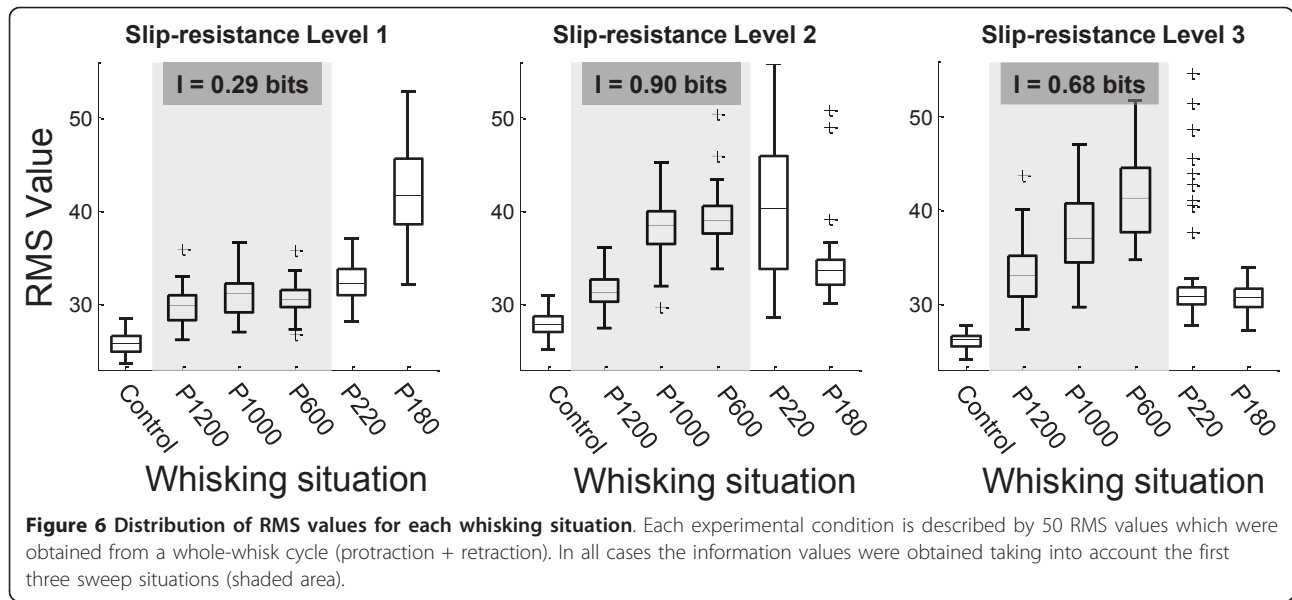 Slip-resistance Level 1
Slip-resistance Level 2
Slip-resistance Level 3
I = 0.29 bits
I = 0.90 bits
I = 0.68 bits
RMS Value
50
40
30
50
40
30
50
40
30
Control
P1200
P1000
P600
P220
P180
Control
P1200
P1000
P600
P220
P180
Control
P1200
P1000
P600
P220
P180
Whisking situation
Whisking situation
Whisking situation
Figure 6 Distribution of RMS values for each whisking situation. Each experimental condition is described by 50 RMS values which were
obtained from a whole-whisk cycle (protraction + retraction). In all cases the information values were obtained taking into account the first
three sweep situations (shaded area).